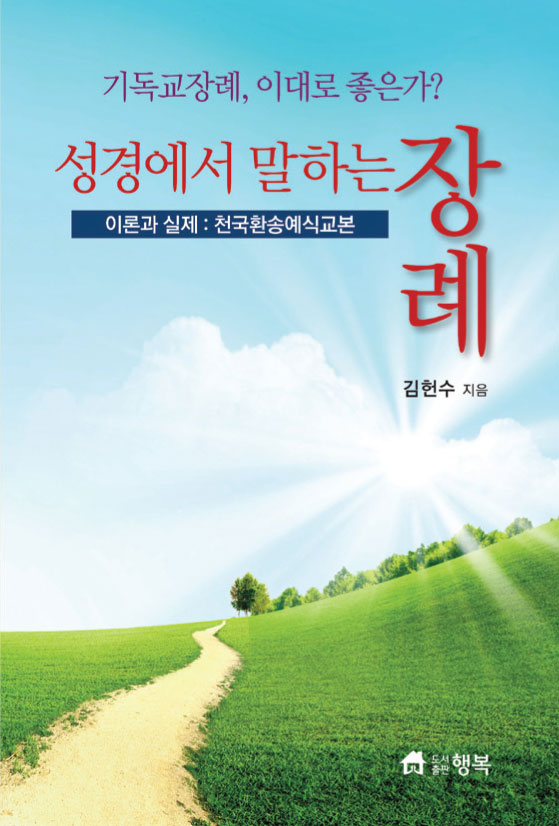 기독교장례, 이대로 좋은가?
성경에서 말하는 장례
이론과 실제 : 천국환송예식교본
김헌수 지음
도서출판 행복